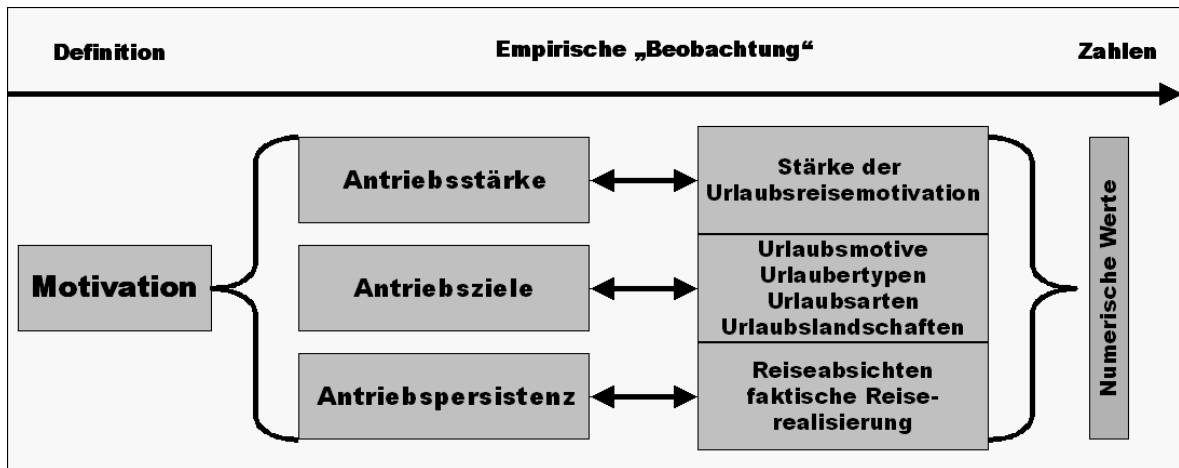 Definition
Empirische „Beobachtung“
Zahlen
Motivation
Antriebsstärke
Stärke der
Urlaubsreisemotivation
Antriebsziele
Urlaubsmotive
Urlaubertypen
Urlaubsarten
Urlaubslandschaften
Antriebspersistenz
Reiseabsichten
faktische Reise-
realisierung
Numerische Werte